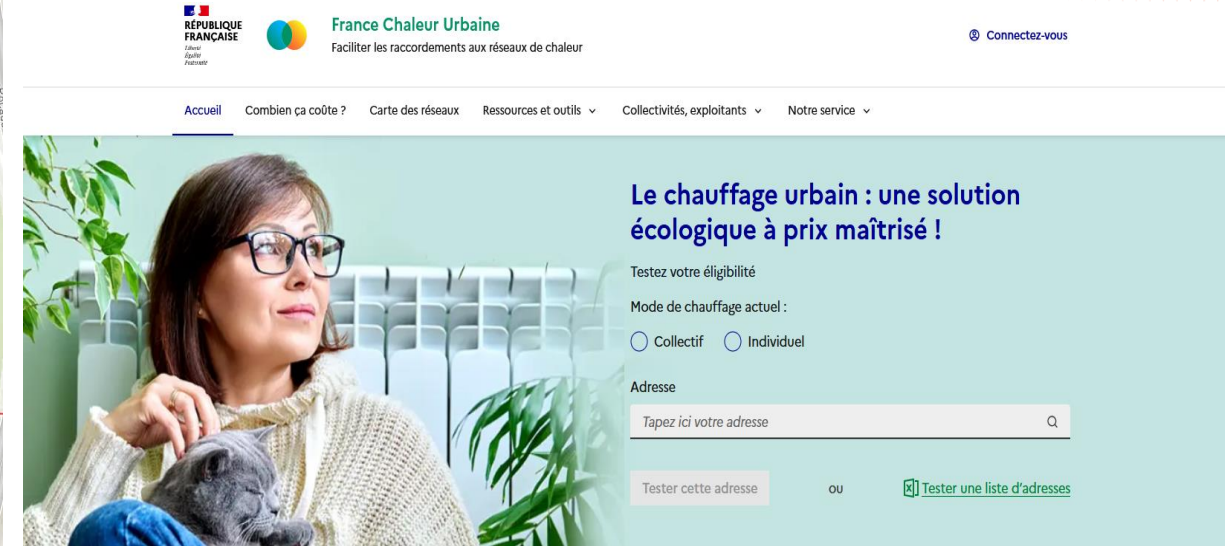 RÉPUBLIQUE
FRANÇAISE
Liberté
Égalité
Fraternité
France Chaleur Urbaine
Faciliter les raccordements aux réseaux de chaleur
Connectez-vous
Accueil Combien ça coûte ? Carte des réseaux Ressources et outils Collectivités, exploitants Notre service
Le chauffage urbain : une solution
écologique à prix maîtrisé !
Testez votre éligibilité
Mode de chauffage actuel :
Collectif Individuel
Adresse
Tapez ici votre adresse
Tester cette adresse ou Tester une liste d'adresses